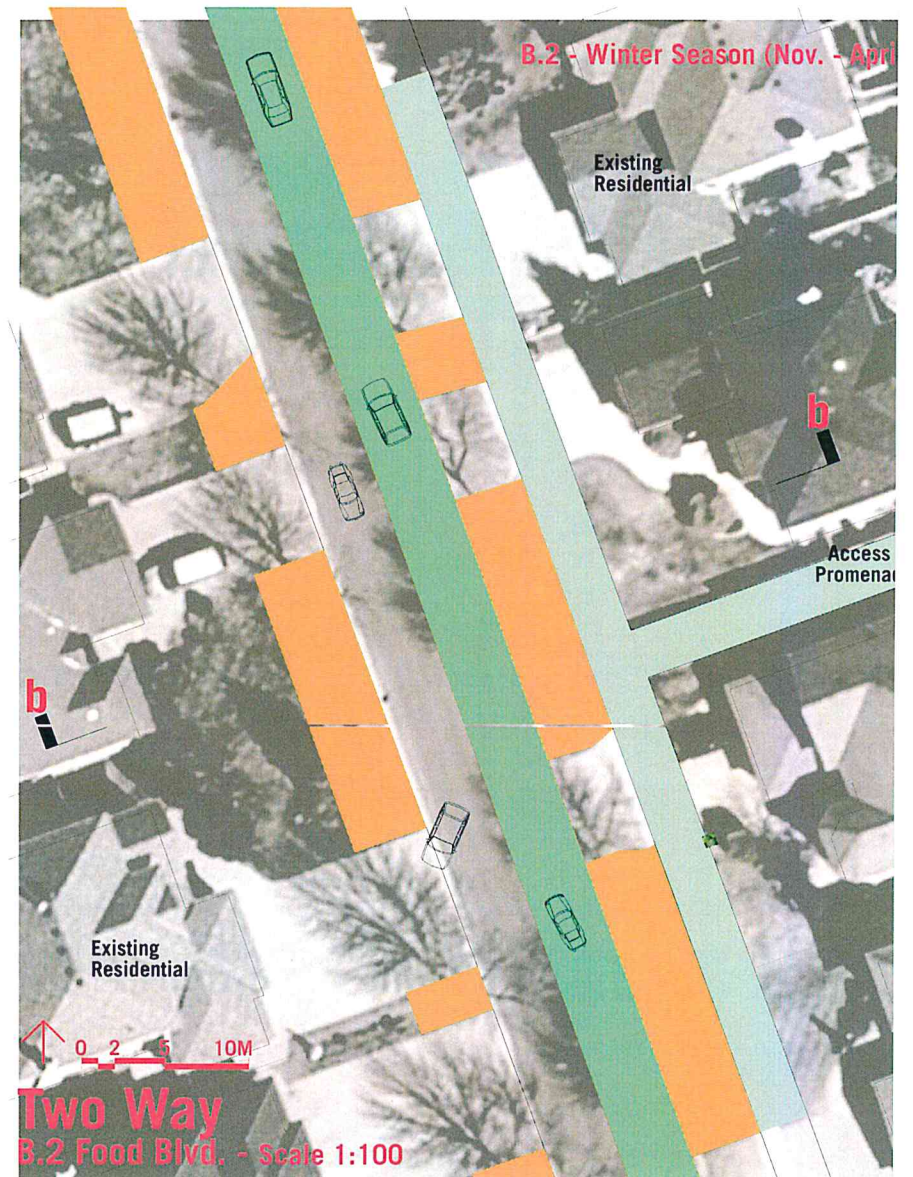 B.2 - Winter Season (Nov. - Apri
Existing
Residential
b
Access
Promenad
b
Existing
Residential
0 2 5 10M
Two Way
B.2 Food Blvd. - Scale 1:100